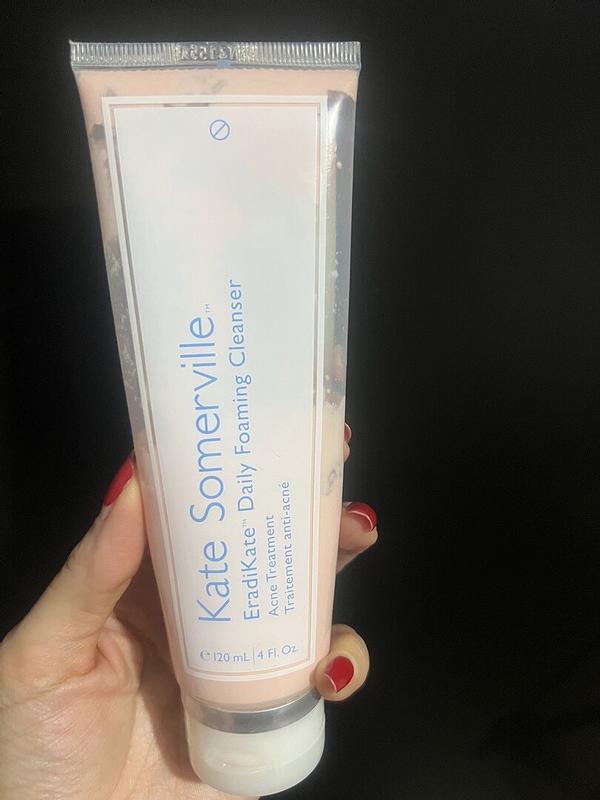 Kate Somerville™
EradiKate™ Daily Foaming Cleanser
Acne Treatment
Traitement anti-acné
℮ 120 mL | 4 Fl. Oz.